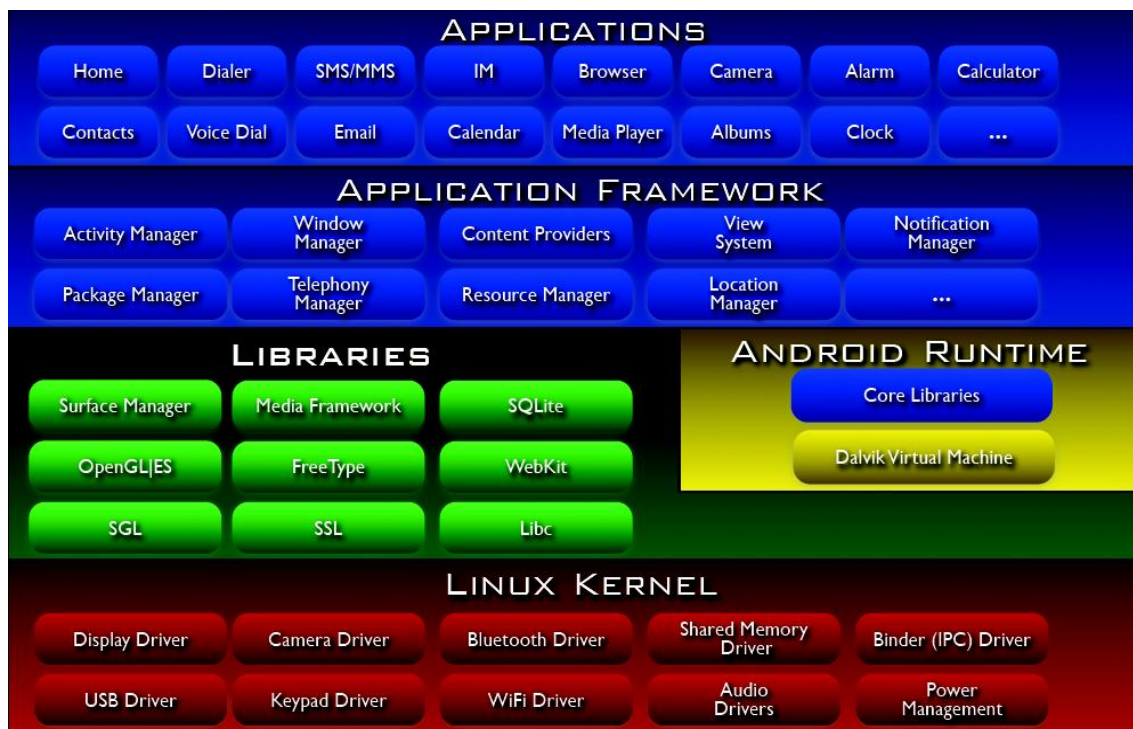 APPLICATIONS
Home Dialer SMS/MMS IM Browser Camera Alarm Calculator
Contacts Voice Dial Email Calendar Media Player Albums Clock ...
APPLICATION FRAMEWORK
Activity Manager
Window
Manager
Content Providers
View
System
Notification
Manager
Package Manager
Telephony
Manager
Resource Manager
Location
Manager
...
LIBRARIES
Surface Manager Media Framework SQLite
OpenGL|ES FreeType WebKit
SGL SSL Libc
ANDROID RUNTIME
Core Libraries
Dalvik Virtual Machine
LINUX KERNEL
Display Driver
Camera Driver
Bluetooth Driver
Shared Memory
Driver
Binder (IPC) Driver
USB Driver
Keypad Driver
WiFi Driver
Audio
Drivers
Power
Management